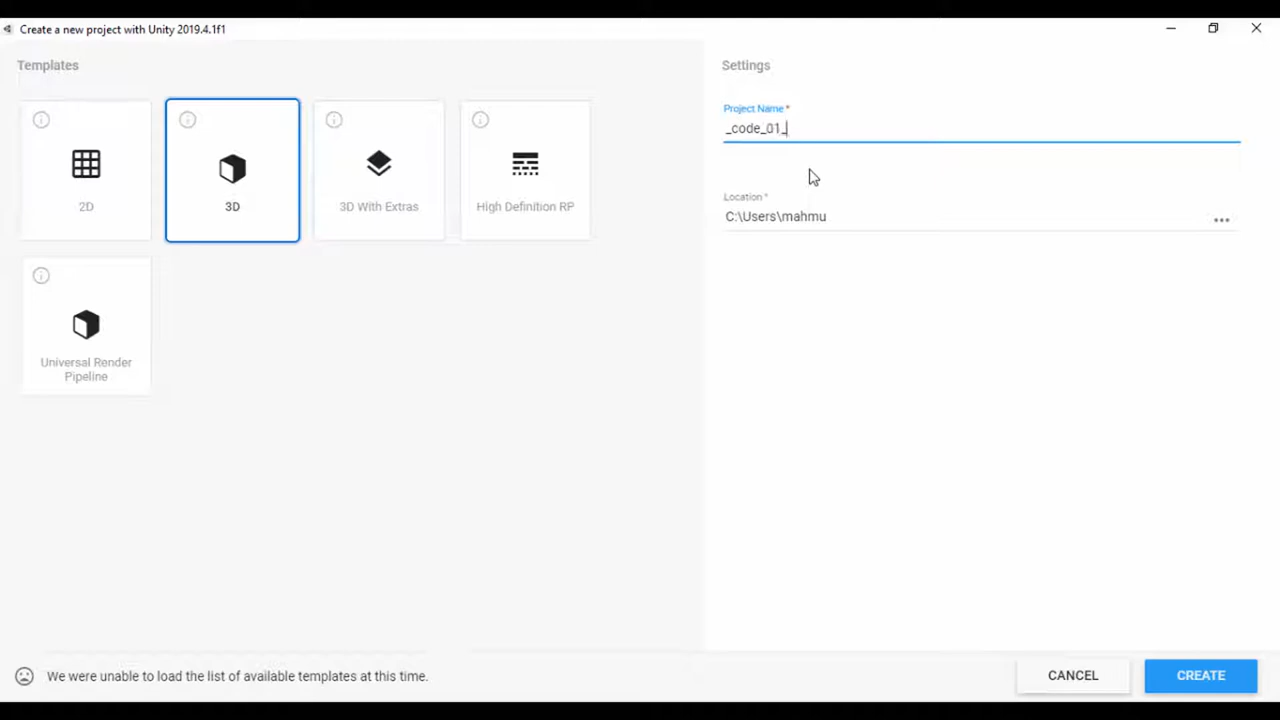 Create a new project with Unity 2019.4.1f1
Templates
2D
3D
3D With Extras
High Definition RP
Universal Render
Pipeline
Settings
Project Name *
_code_01_
Location *
C:\Users\mahmu
We were unable to load the list of available templates at this time.
CANCEL
CREATE